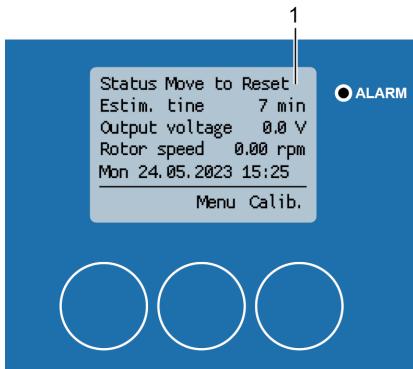 1
Status Move to Reset
ALARM
Estim. tine 7 min
Output voltage 0.0 V
Rotor speed 0.00 rpm
Mon 24.05.2023 15:25
Menu Calib.